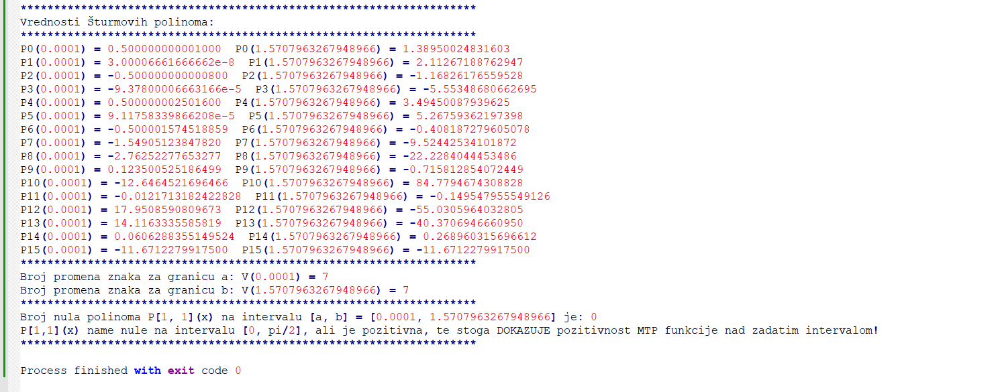 ********************************************************************
Vrednosti Šturmovih polinoma:
********************************************************************
P0(0.0001) = 0.500000000001000  P0(1.5707963267948966) = 1.38950024831603
P1(0.0001) = 3.00006661666662e-8  P1(1.5707963267948966) = 2.11267188762947
P2(0.0001) = -0.500000000000800  P2(1.5707963267948966) = -1.16826176559528
P3(0.0001) = -9.37800006663166e-5  P3(1.5707963267948966) = -5.55348680662695
P4(0.0001) = 0.500000002501600  P4(1.5707963267948966) = 3.49450087939625
P5(0.0001) = 9.11758339866208e-5  P5(1.5707963267948966) = 5.26759362197398
P6(0.0001) = -0.500001574518859  P6(1.5707963267948966) = -0.408187279605078
P7(0.0001) = -1.54905123847820  P7(1.5707963267948966) = -9.52442534101872
P8(0.0001) = -2.76252277653277  P8(1.5707963267948966) = -22.2284044453486
P9(0.0001) = 0.123500525186499  P9(1.5707963267948966) = -0.715812854072449
P10(0.0001) = -12.6464521696466  P10(1.5707963267948966) = 84.7794674308828
P11(0.0001) = -0.0121713182422828  P11(1.5707963267948966) = -0.149547955549126
P12(0.0001) = 17.9508590809673  P12(1.5707963267948966) = -55.0305964032805
P13(0.0001) = 14.1163335585819  P13(1.5707963267948966) = -40.3706946660950
P14(0.0001) = 0.0606288355149524  P14(1.5707963267948966) = 0.268960315696612
P15(0.0001) = -11.6712279917500  P15(1.5707963267948966) = -11.6712279917500
********************************************************************
Broj promena znaka za granicu a: V(0.0001) = 7
Broj promena znaka za granicu b: V(1.5707963267948966) = 7
********************************************************************
Broj nula polinoma P[1, 1](x) na intervalu [a, b] = [0.0001, 1.5707963267948966] je: 0
P[1,1](x) name nule na intervalu [0, pi/2], ali je pozitivna, te stoga DOKAZUJE pozitivnost MTP funkcije nad zadatim intervalom!
********************************************************************
Process finished with exit code 0